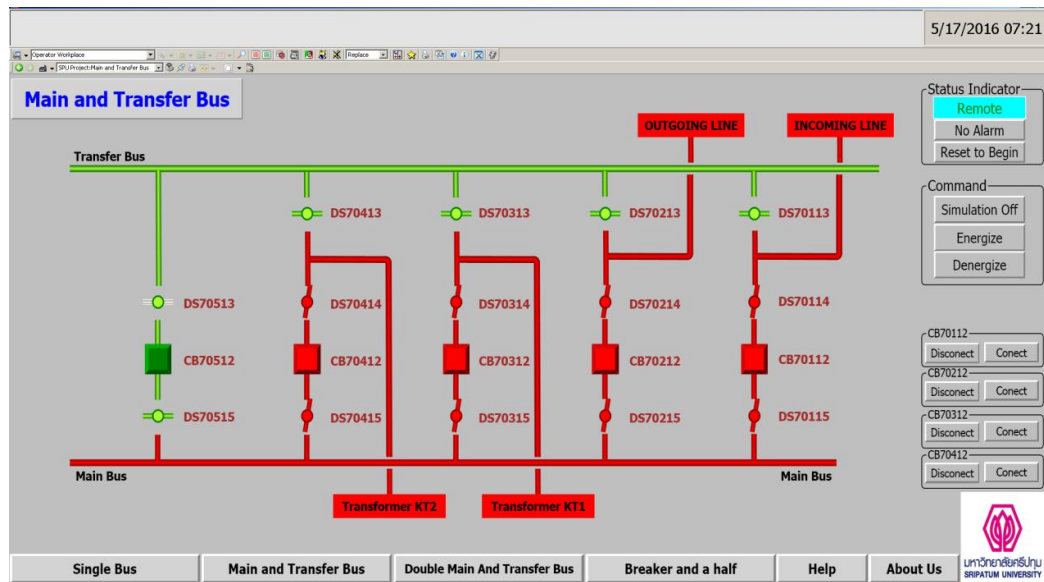 5/17/2016 07:21
Operator Workplace
Replace
SPU Project:Main and Transfer Bus
Main and Transfer Bus
Status Indicator
Remote
No Alarm
Reset to Begin
OUTGOING LINE
INCOMING LINE
Transfer Bus
Command
Simulation Off
Energize
Denergize
DS70413
DS70313
DS70213
DS70113
DS70513
DS70414
DS70314
DS70214
DS70114
CB70512
CB70412
CB70312
CB70212
CB70112
CB70112
Disconect Conect
CB70212
Disconect Conect
CB70312
Disconect Conect
CB70412
Disconect Conect
DS70515
DS70415
DS70315
DS70215
DS70115
Main Bus
Main Bus
Transformer KT2
Transformer KT1
Single Bus
Main and Transfer Bus
Double Main And Transfer Bus
Breaker and a half
Help
About Us
มหาวิทยาลัยศรีปทุม
SRIPATUM UNIVERSITY